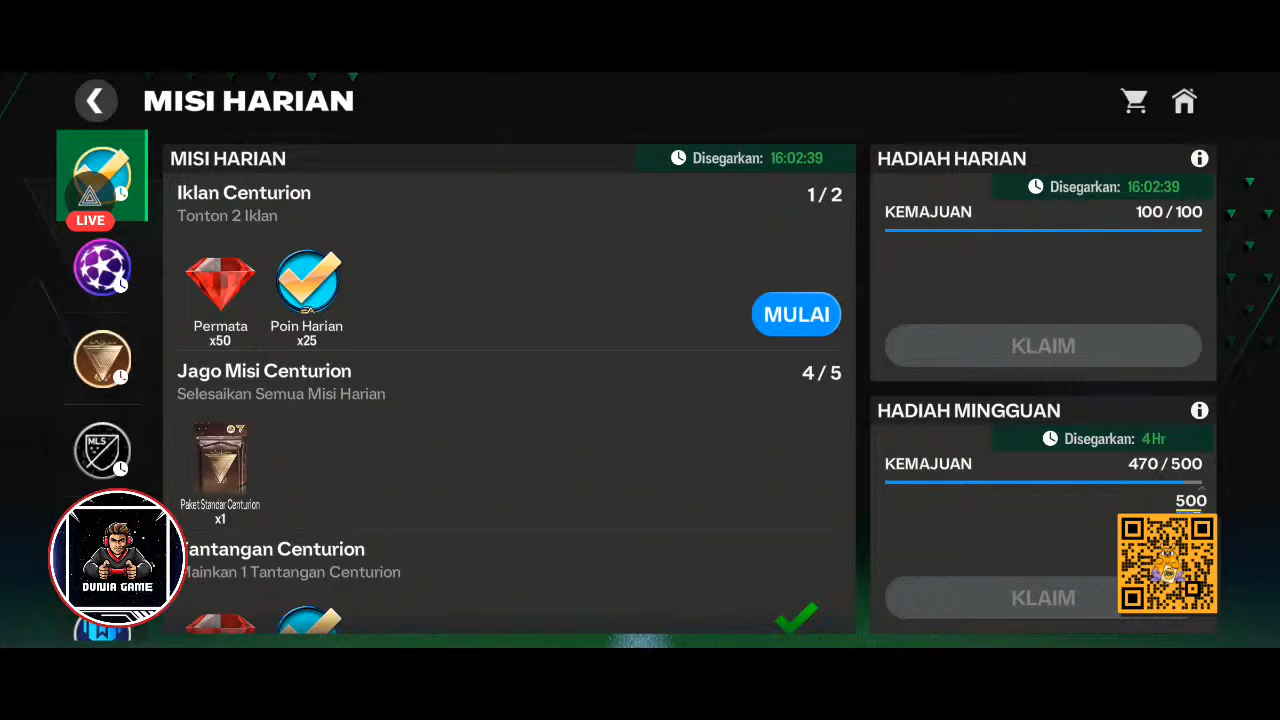 MISI HARIAN
LIVE
MLS
DUNIA GAME
MISI HARIAN
Disegarkan: 16:02:39
Iklan Centurion
1 / 2
Tonton 2 Iklan
EA
Permata
x50
Poin Harian
x25
MULAI
Jago Misi Centurion
4 / 5
Selesaikan Semua Misi Harian
Paket Standar Centurion
x1
Tantangan Centurion
Mainkan 1 Tantangan Centurion
HADIAH HARIAN
Disegarkan: 16:02:39
KEMAJUAN
100 / 100
KLAIM
HADIAH MINGGUAN
Disegarkan: 4 Hr
KEMAJUAN
470 / 500
500
KLAIM